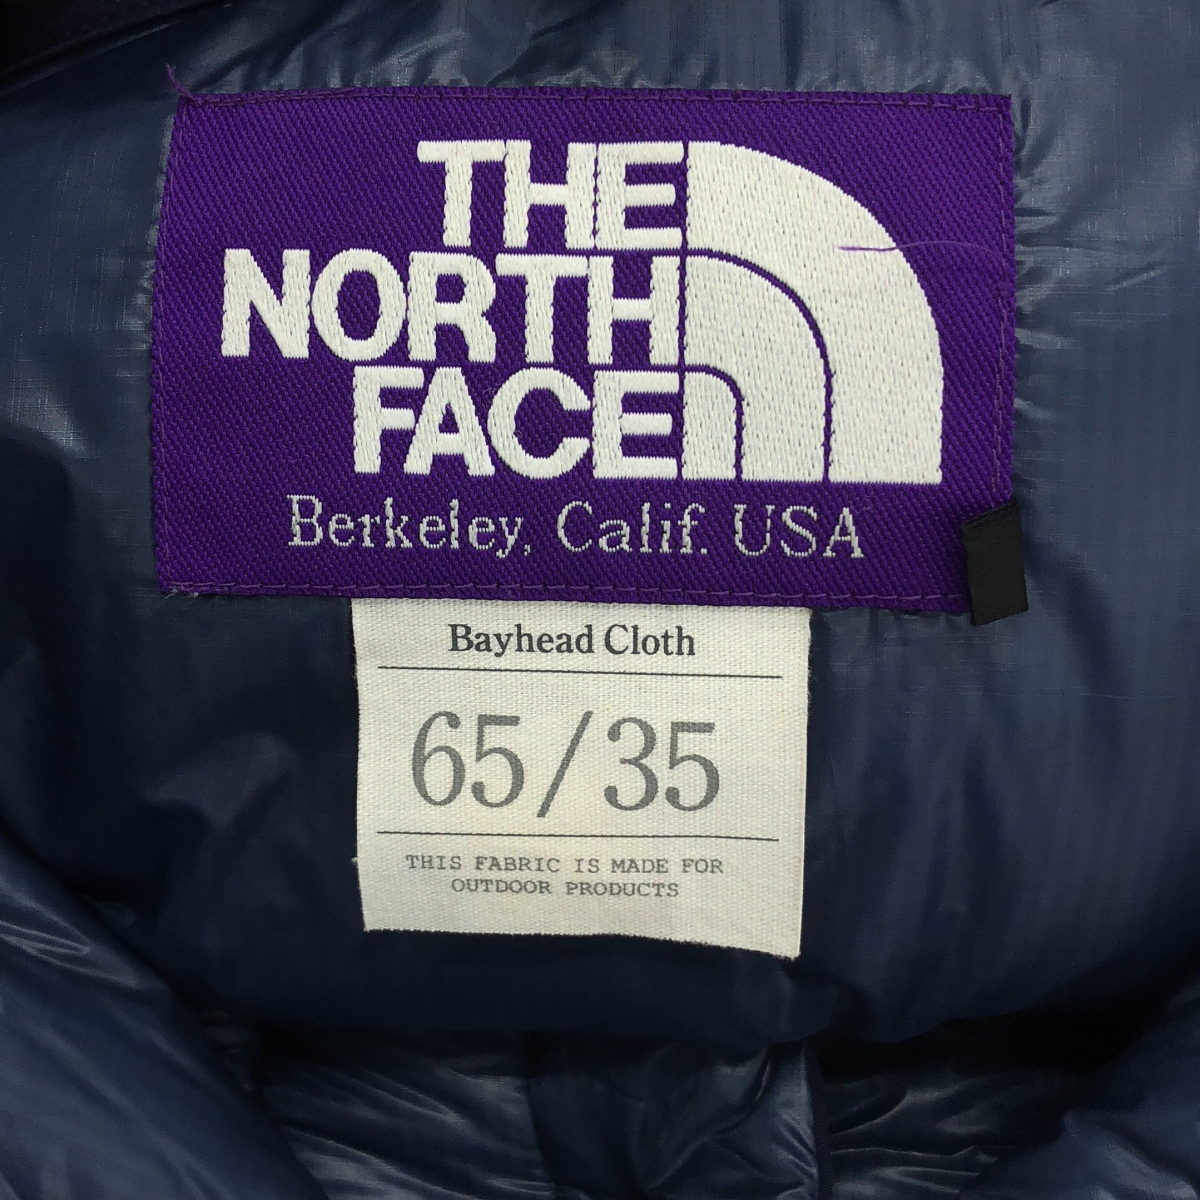 THE
NORTH
FACE
Berkeley, Calif. USA
Bayhead Cloth
65/35
THIS FABRIC IS MADE FOR
OUTDOOR PRODUCTS